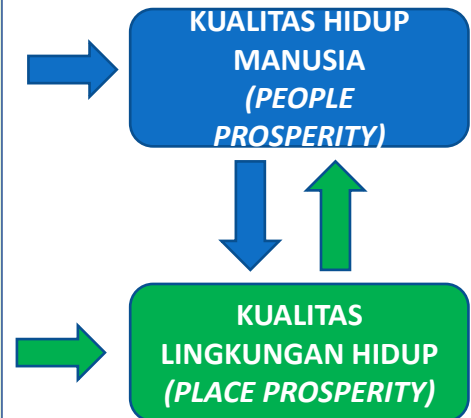 KUALITAS HIDUP
MANUSIA
(PEOPLE
PROSPERITY)
KUALITAS
LINGKUNGAN HIDUP
(PLACE PROSPERITY)